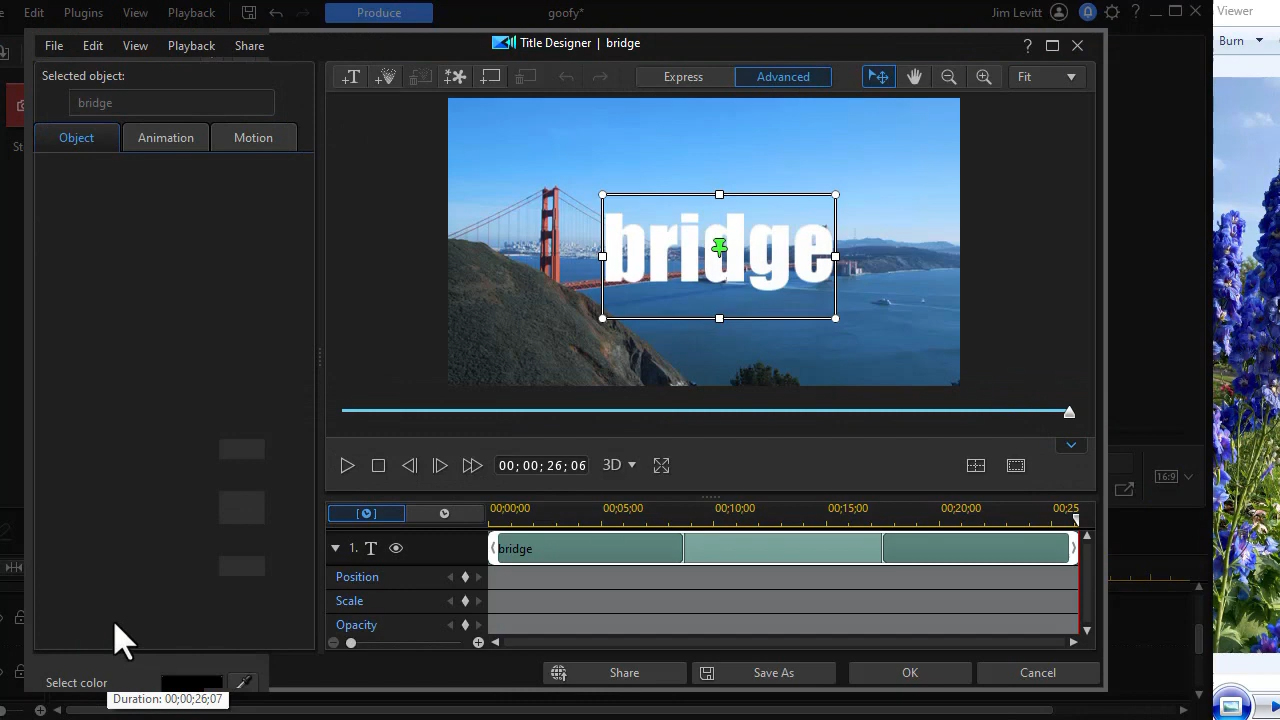 Edit Plugins View Playback Produce goofy* Jim Levitt ? Viewer
Burn
File Edit View Playback Share Title Designer | bridge ?
Selected object:
bridge
Express Advanced Fit
Object Animation Motion
St
bridge
00; 00; 26; 06 3D
16:9
00;00;00 00;05;00 00;10;00 00;15;00 00;20;00 00;25
1. T bridge
Position
Scale
Opacity
Share Save As OK Cancel
Select color
Duration: 00;00;26;07